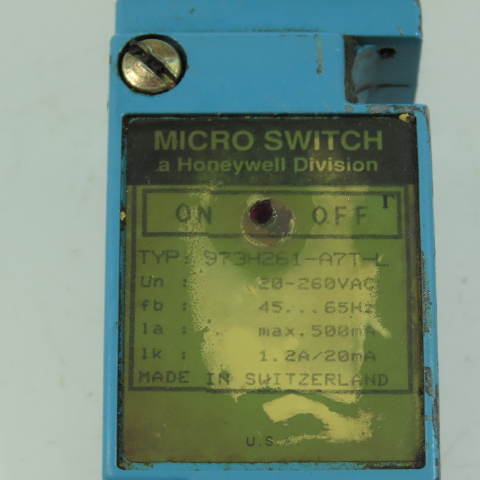 MICRO SWITCH
a Honeywell Division
ON OFF
TYP: 973H261-A7T-L
Un : 20-260VAC
fb : 45...65Hz
Ia : max.500mA
Ik : 1.2A/20mA
MADE IN SWITZERLAND
U.S